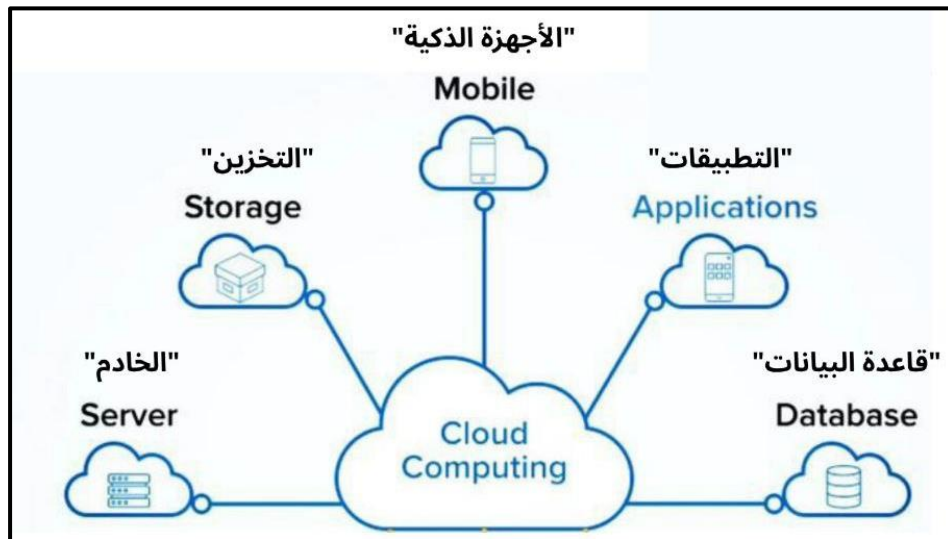 "الأجهزة الذكية"
Mobile
"التخزين"
Storage
"التطبيقات"
Applications
"الخادم"
Server
"قاعدة البيانات"
Database
Cloud
Computing